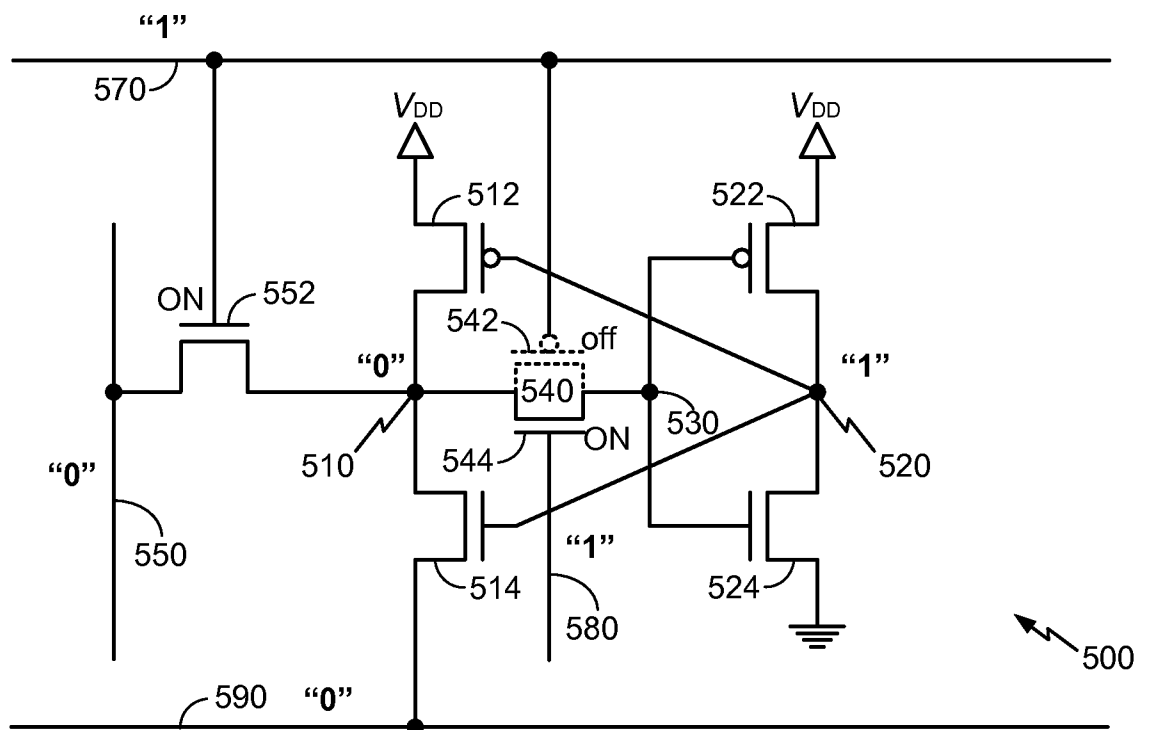 “1”
570
VDD VDD
512 522
ON 552
542 off
“0” 540 “1”
530
544 ON
510 520
“0”
550 “1”
514 524
580
500
590 “0”